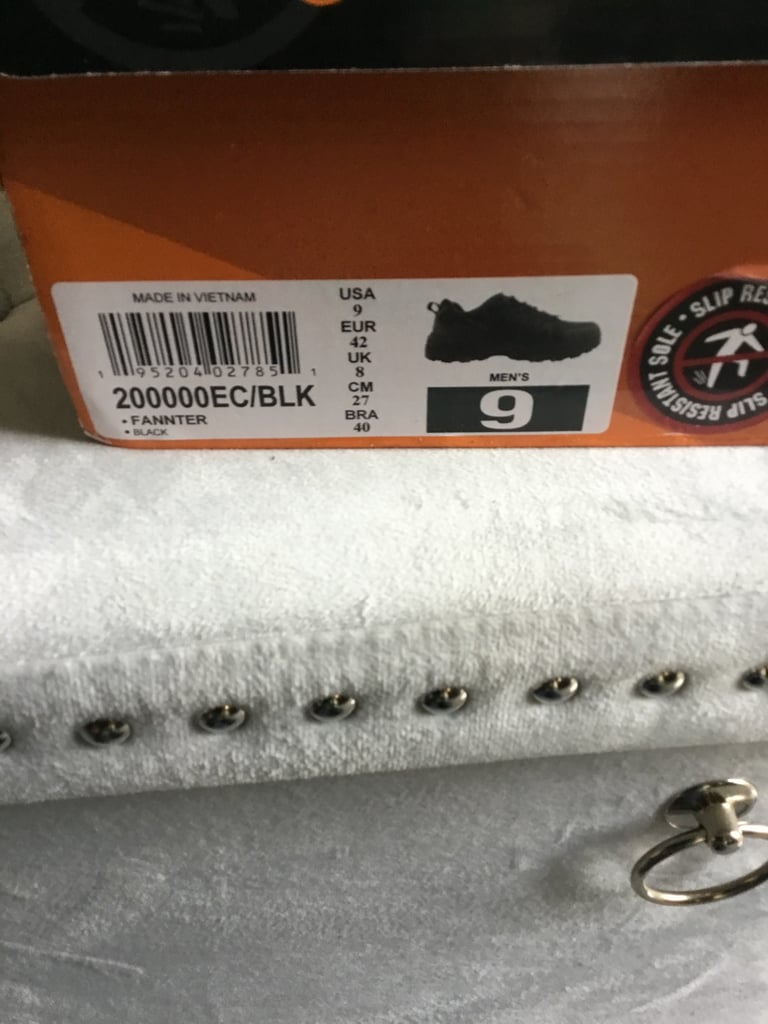 MADE IN VIETNAM
1 95204 02785 1
200000EC/BLK
• FANNTER
• BLACK
USA
9
EUR
42
UK
8
CM
27
BRA
40
MEN'S
9
SLIP RESISTANT SOLE • SLIP